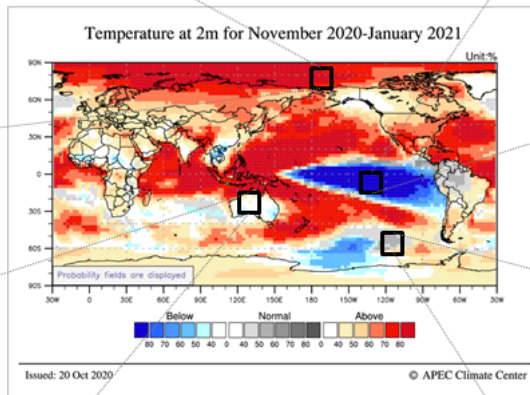 Temperature at 2m for November 2020-January 2021
Unit:%
90N
60N
30N
0
30S
60S
90S
Probability fields are displayed
30W 0 30E 60E 90E 120E 150E 180 150W 120W 90W 60W 30W
Below Normal Above
80 70 60 50 40 0 40 50 60 70 80 0 40 50 60 70 80
Issued: 20 Oct 2020 © APEC Climate Center